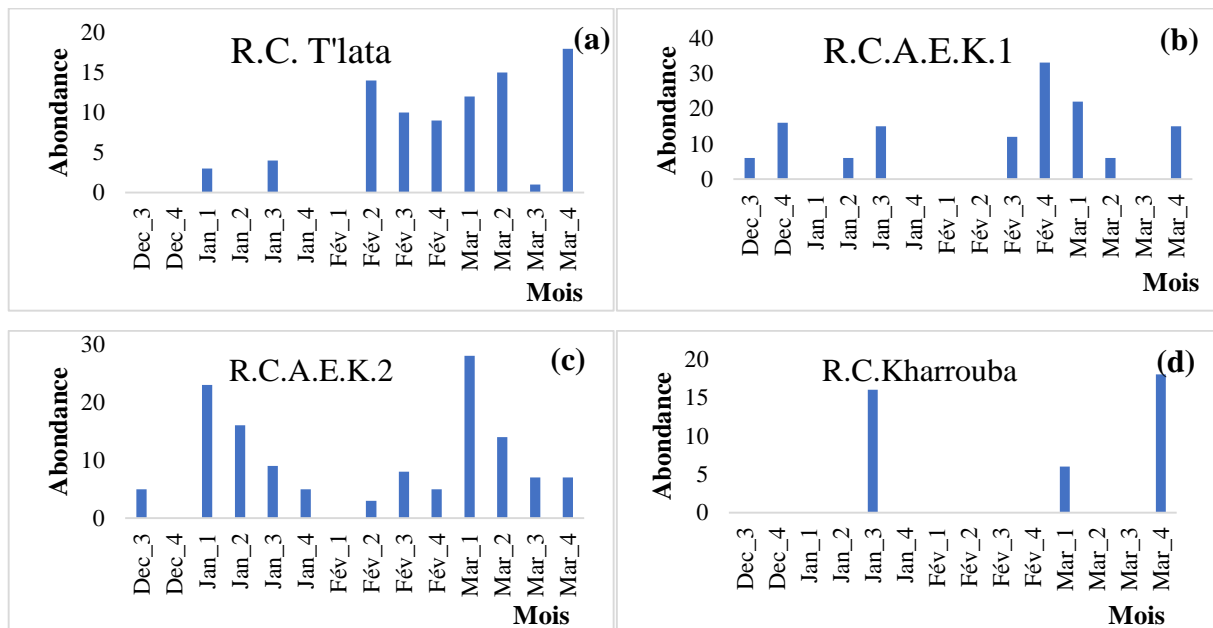 R.C. T'lata
(a)
Abondance
20
15
10
5
0
Dec_3
Dec_4
Jan_1
Jan_2
Jan_3
Jan_4
Fév_1
Fév_2
Fév_3
Fév_4
Mar_1
Mar_2
Mar_3
Mar_4
Mois
R.C.A.E.K.1
(b)
Abondance
40
30
20
10
0
Dec_3
Dec_4
Jan_1
Jan_2
Jan_3
Jan_4
Fév_1
Fév_2
Fév_3
Fév_4
Mar_1
Mar_2
Mar_3
Mar_4
Mois
R.C.A.E.K.2
(c)
Abondance
30
20
10
0
Dec_3
Dec_4
Jan_1
Jan_2
Jan_3
Jan_4
Fév_1
Fév_2
Fév_3
Fév_4
Mar_1
Mar_2
Mar_3
Mar_4
Mois
R.C.Kharrouba
(d)
Abondance
20
15
10
5
0
Dec_3
Dec_4
Jan_1
Jan_2
Jan_3
Jan_4
Fév_1
Fév_2
Fév_3
Fév_4
Mar_1
Mar_2
Mar_3
Mar_4
Mois